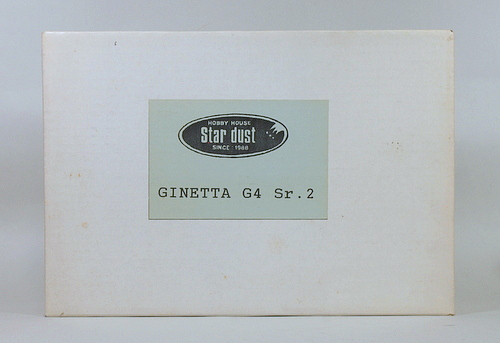 HOBBY HOUSE
Star dust
SINCE 1988
GINETTA G4 Sr.2